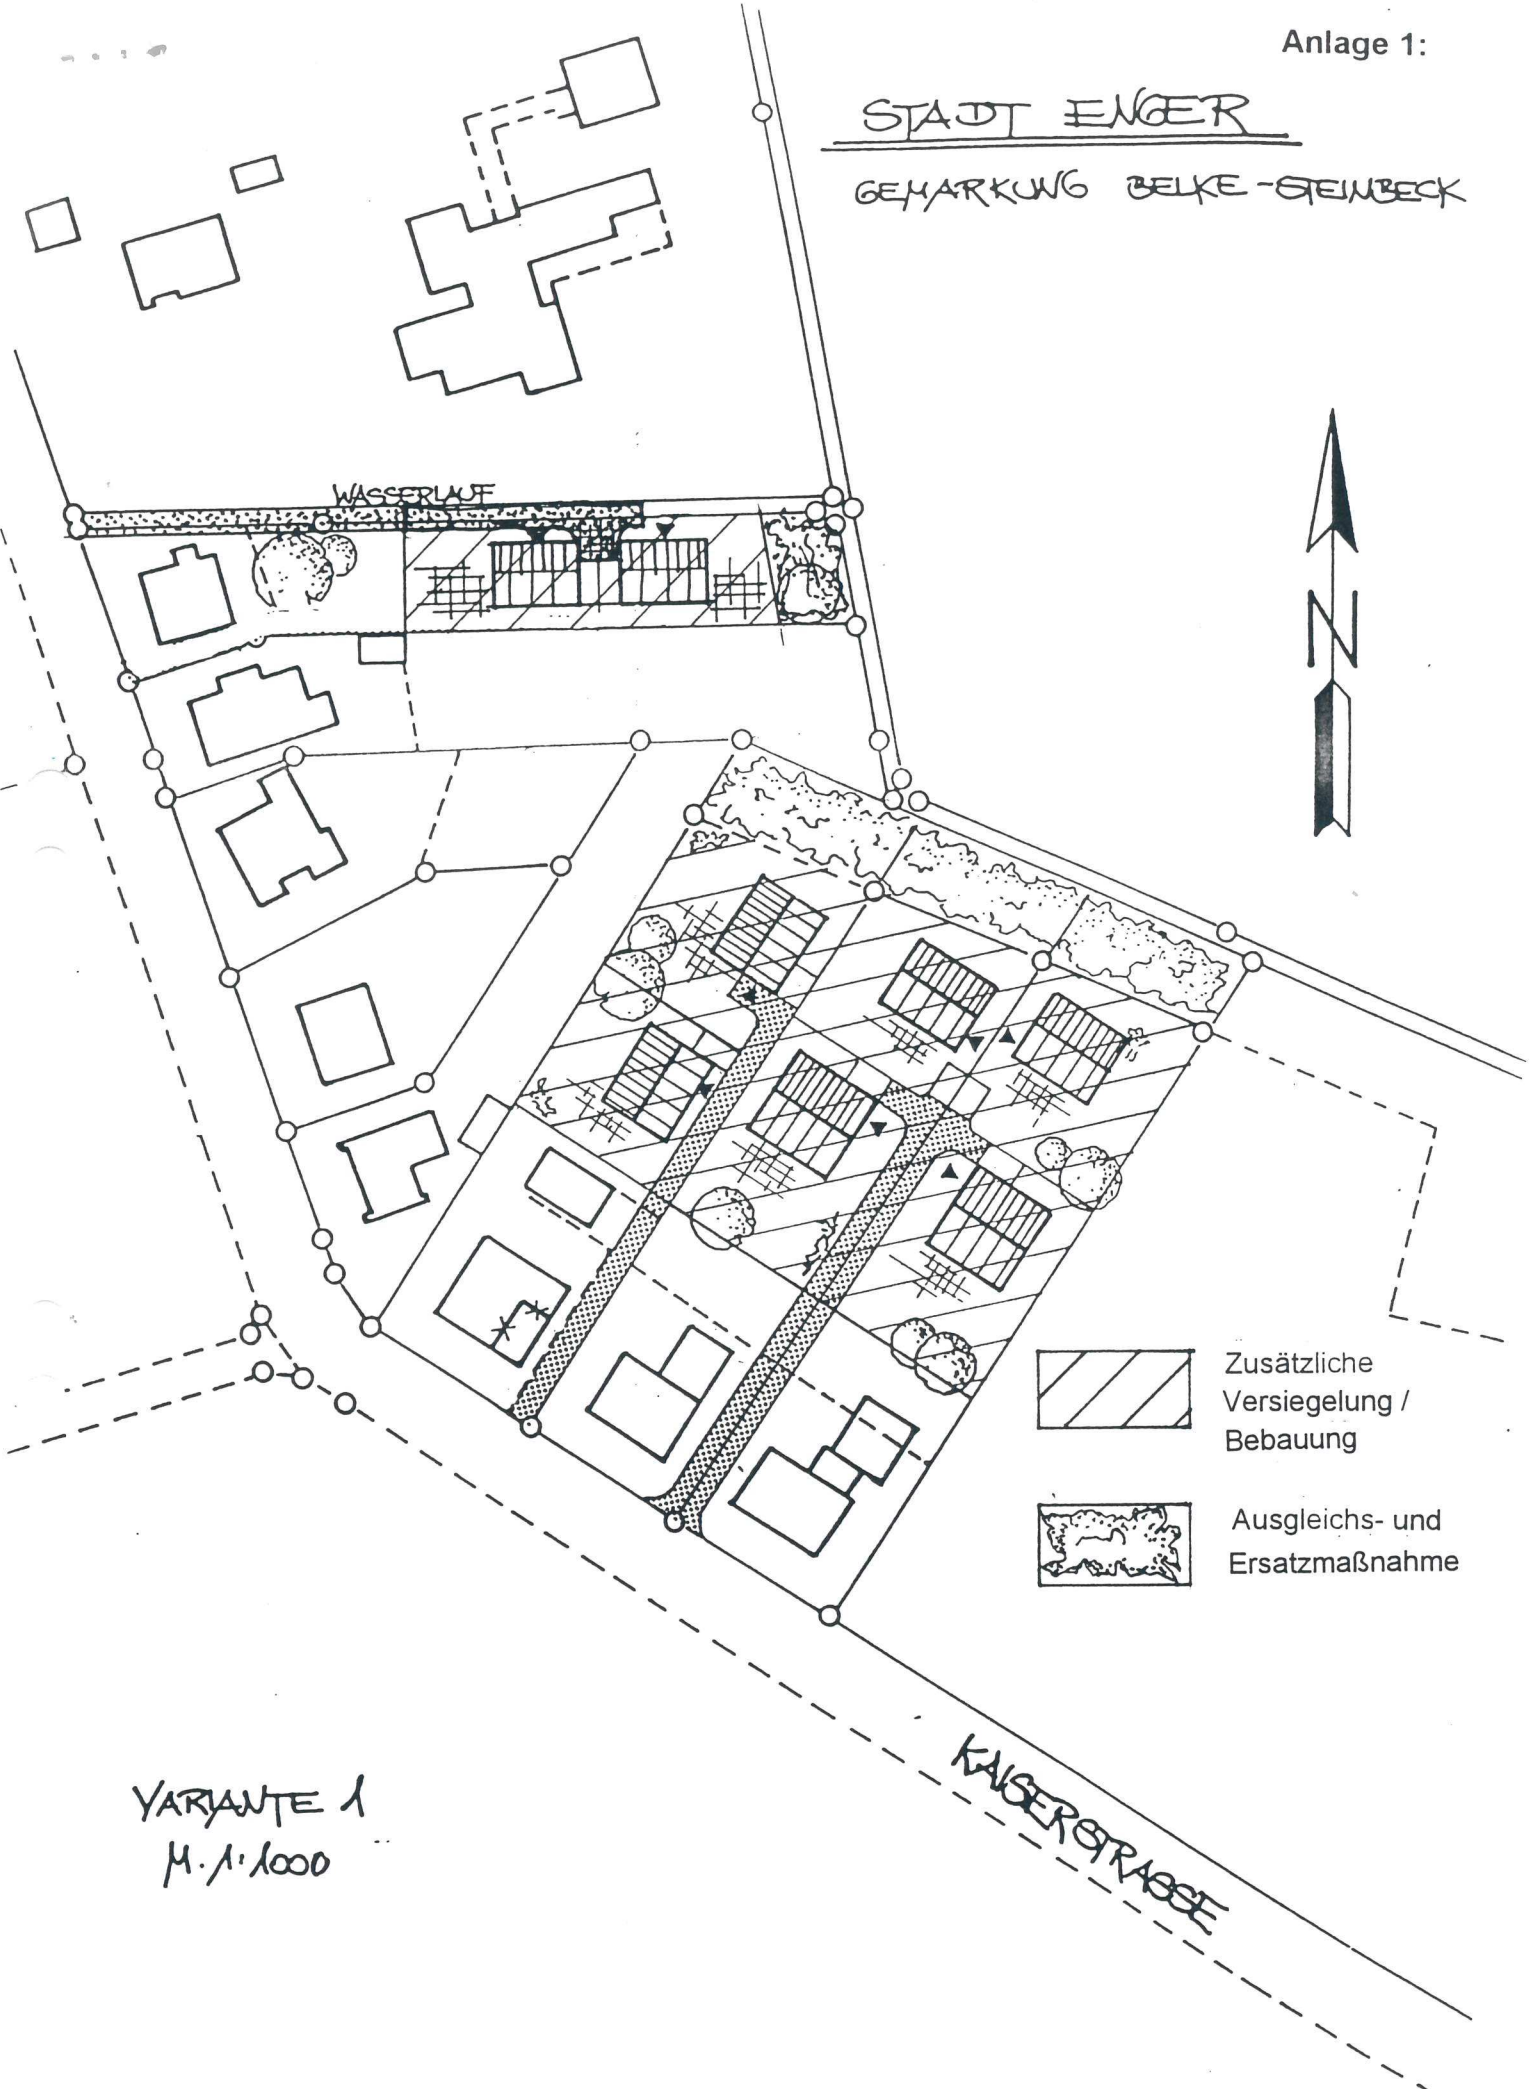 Anlage 1:
STADT ENGER
GEMARKUNG BELKE-STEINBECK
WASSERLAUF
N
Zusätzliche
Versiegelung /
Bebauung
Ausgleichs- und
Ersatzmaßnahme
KAISERSTRASSE
VARIANTE 1
M. 1:1000